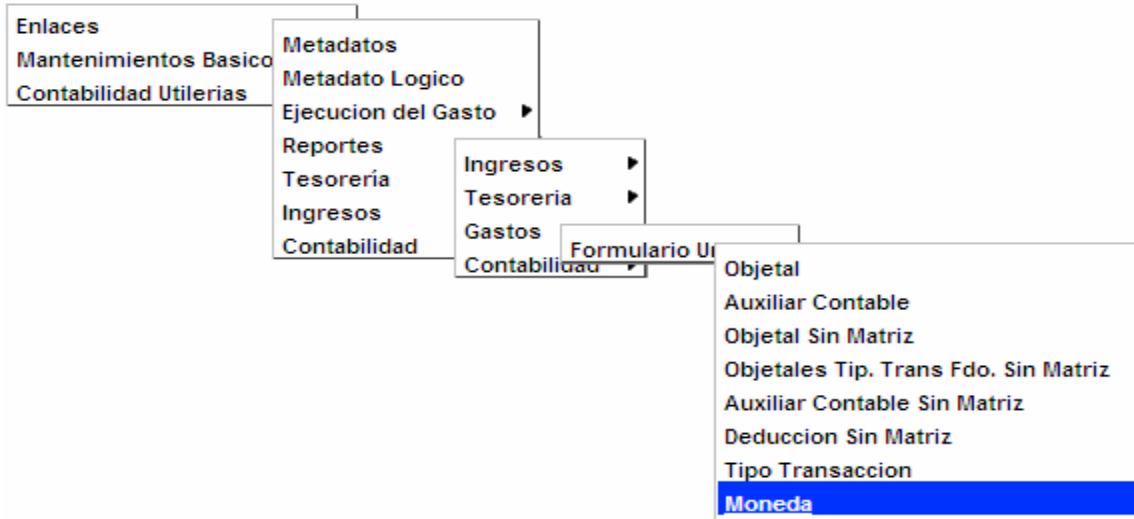 Enlaces
Mantenimientos Basico
Contabilidad Utilerias
Metadatos
Metadato Logico
Ejecucion del Gasto
Reportes
Tesorería
Ingresos
Contabilidad
Ingresos
Tesoreria
Gastos
Contabilidad
Formulario
Objetal
Auxiliar Contable
Objetal Sin Matriz
Objetales Tip. Trans Fdo. Sin Matriz
Auxiliar Contable Sin Matriz
Deduccion Sin Matriz
Tipo Transaccion
Moneda